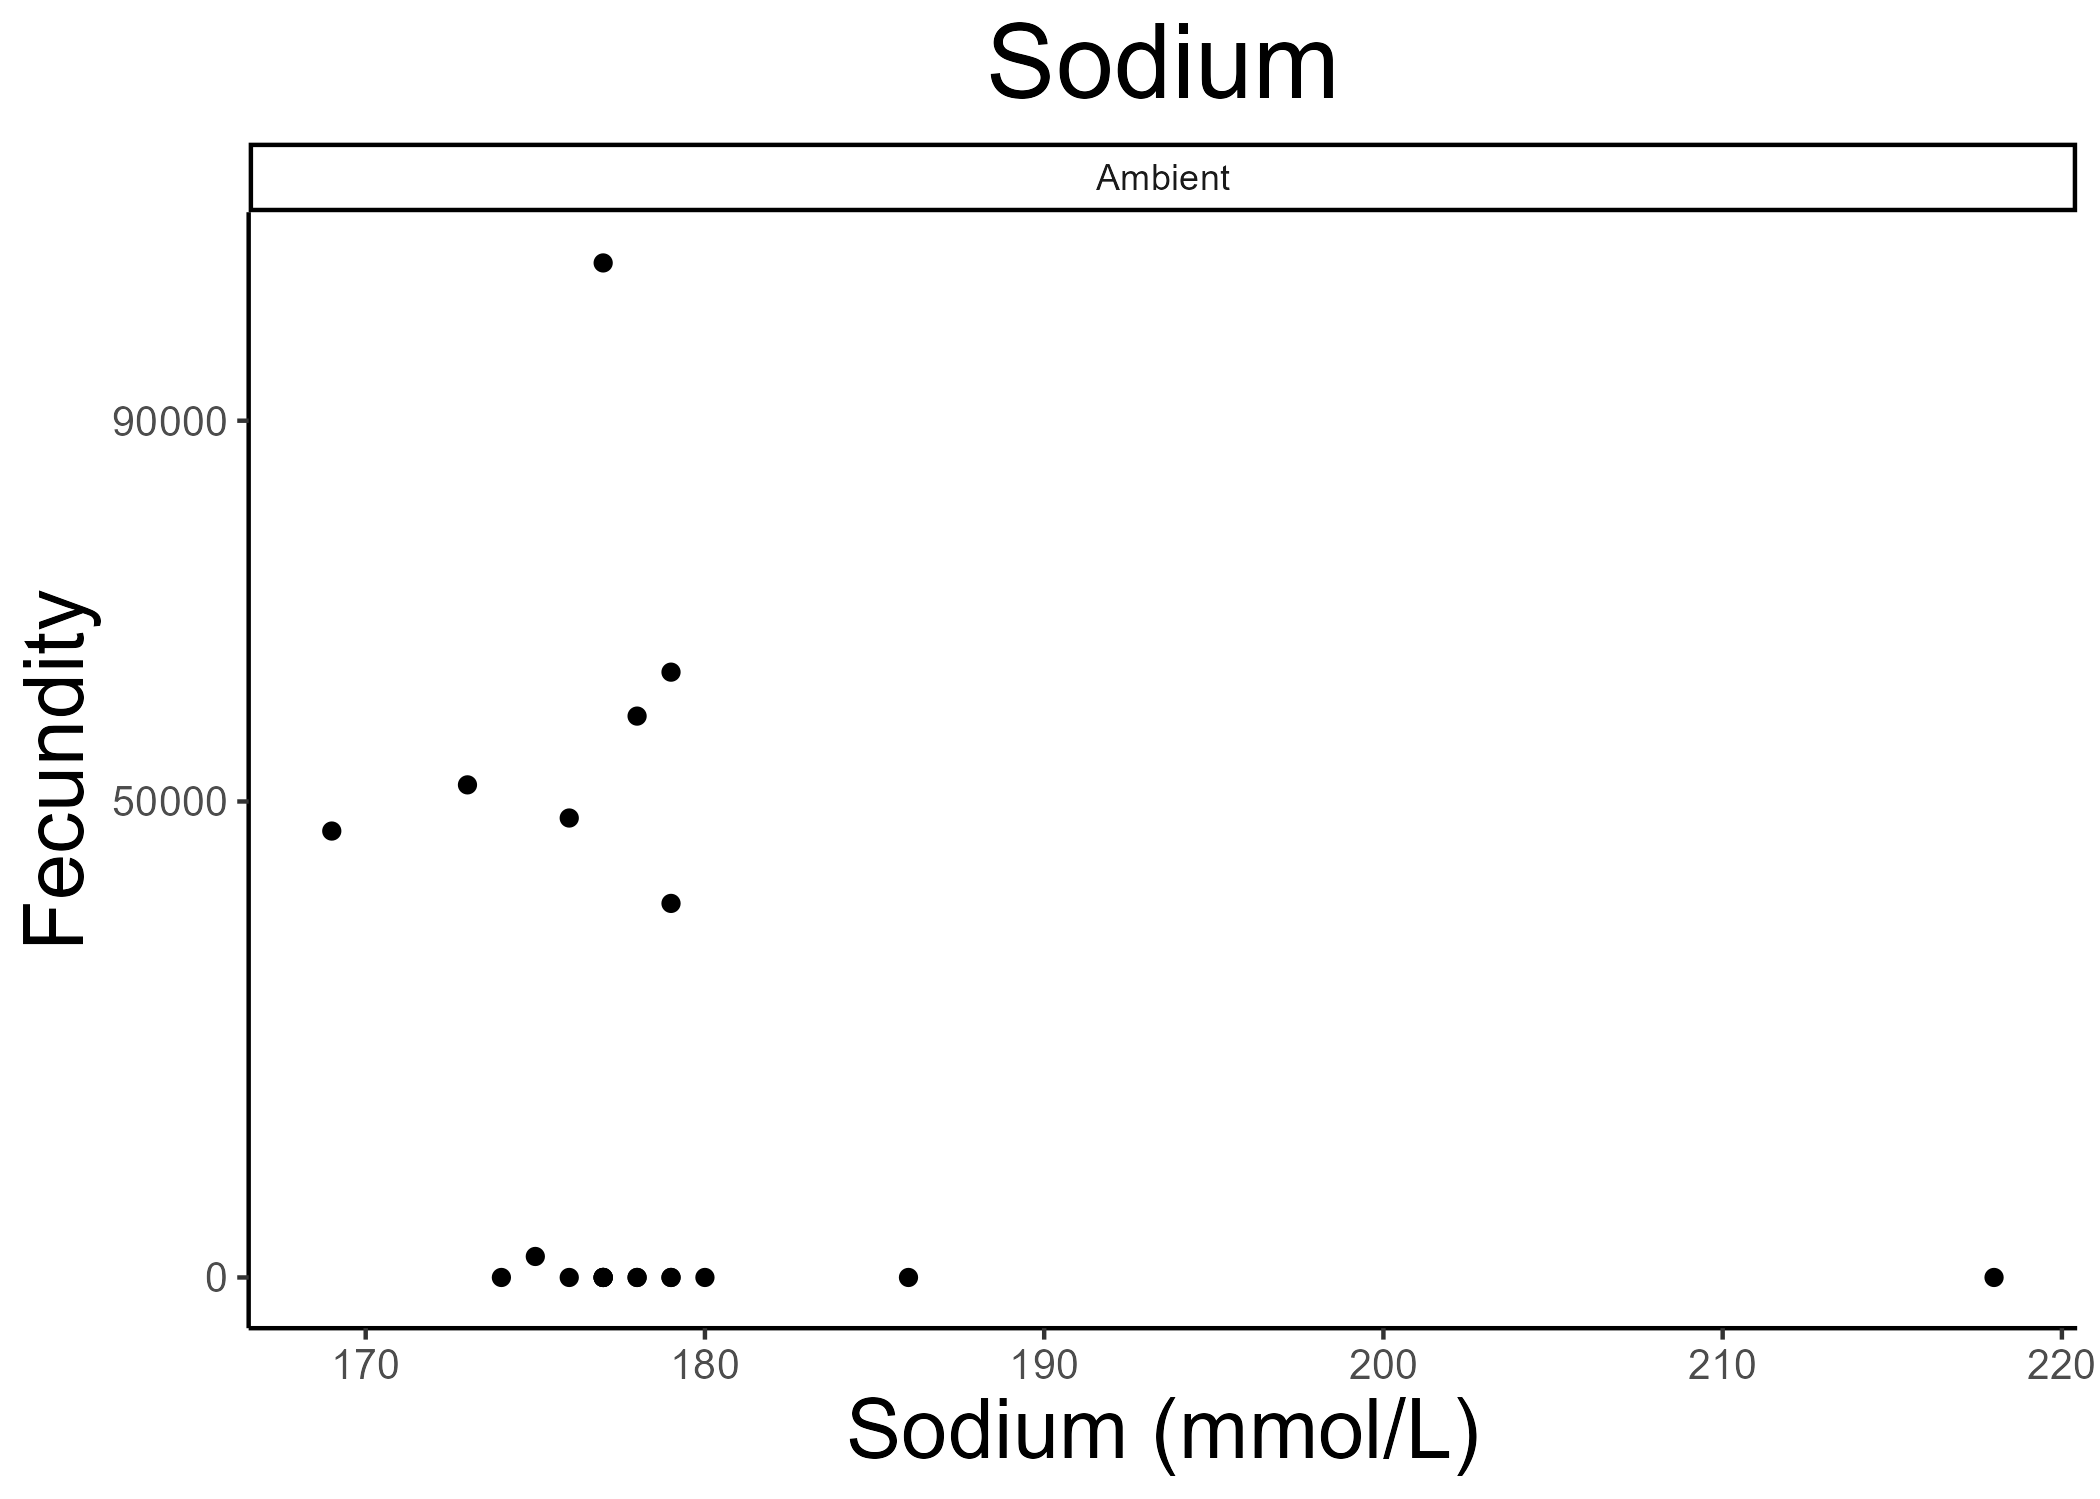 Sodium
Ambient
Fecundity
90000
50000
0
170 180 190 200 210 220
Sodium (mmol/L)